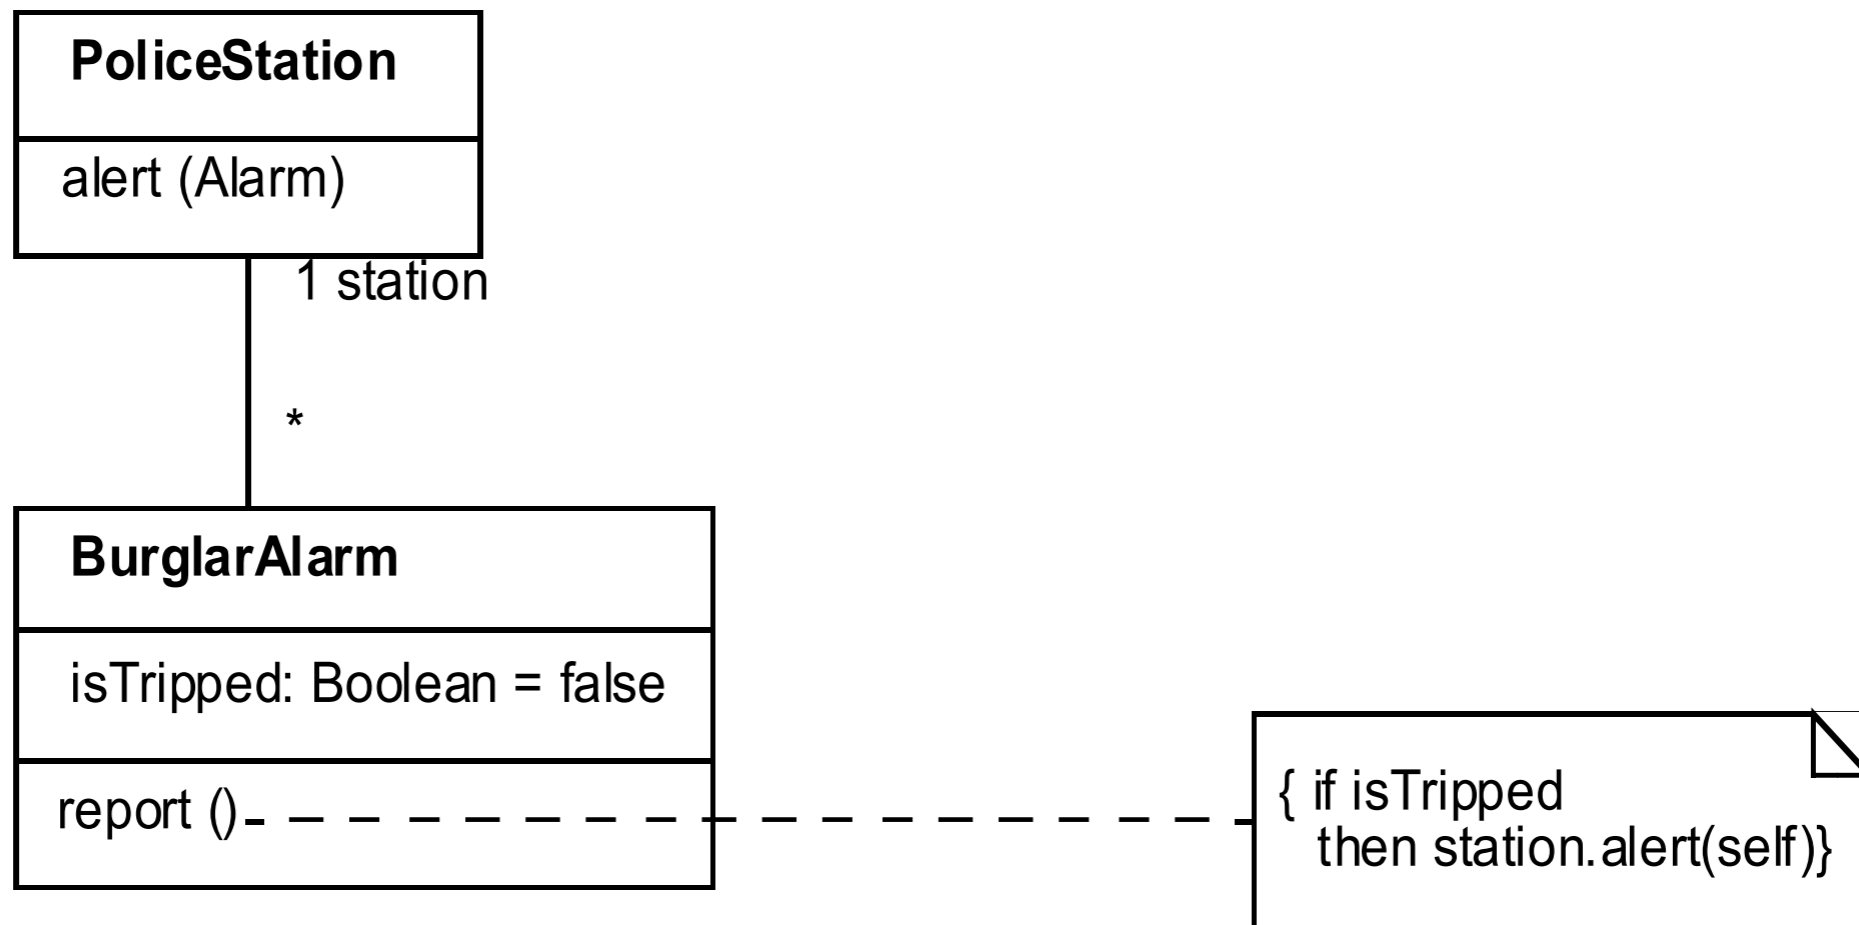 PoliceStation
alert (Alarm)
1 station
*
BurglarAlarm
isTripped: Boolean = false
report ()
{ if isTripped
then station.alert(self)}